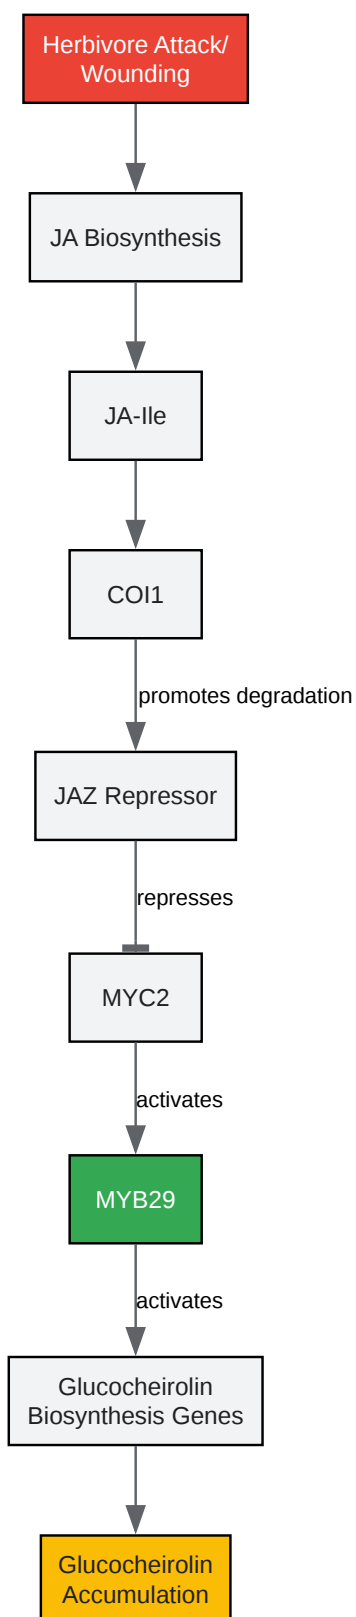 Herbivore Attack/
Wounding
JA Biosynthesis
JA-Ile
COI1
promotes degradation
JAZ Repressor
represses
MYC2
activates
MYB29
activates
Glucocheirolin
Biosynthesis Genes
Glucocheirolin
Accumulation